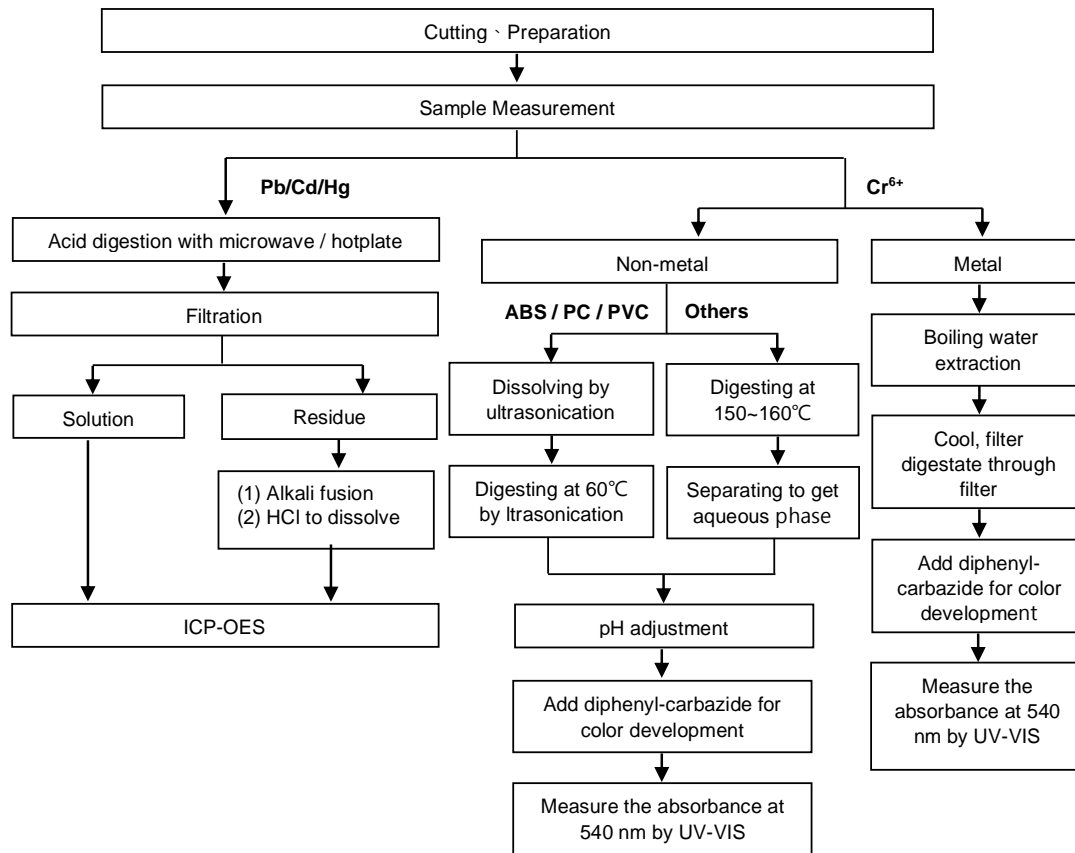 Cutting、Preparation
Sample Measurement
Pb/Cd/Hg
Cr⁶⁺
Acid digestion with microwave / hotplate
Non-metal
Metal
Filtration
ABS / PC / PVC
Others
Boiling water
extraction
Solution
Residue
Dissolving by
ultrasonication
Digesting at
150~160℃
Cool, filter
digestate through
filter
(1) Alkali fusion
(2) HCl to dissolve
Digesting at 60℃
by ltrasonication
Separating to get
aqueous phase
Add diphenyl-
carbazide for color
development
ICP-OES
pH adjustment
Measure the
absorbance at 540
nm by UV-VIS
Add diphenyl-carbazide for
color development
Measure the absorbance at
540 nm by UV-VIS